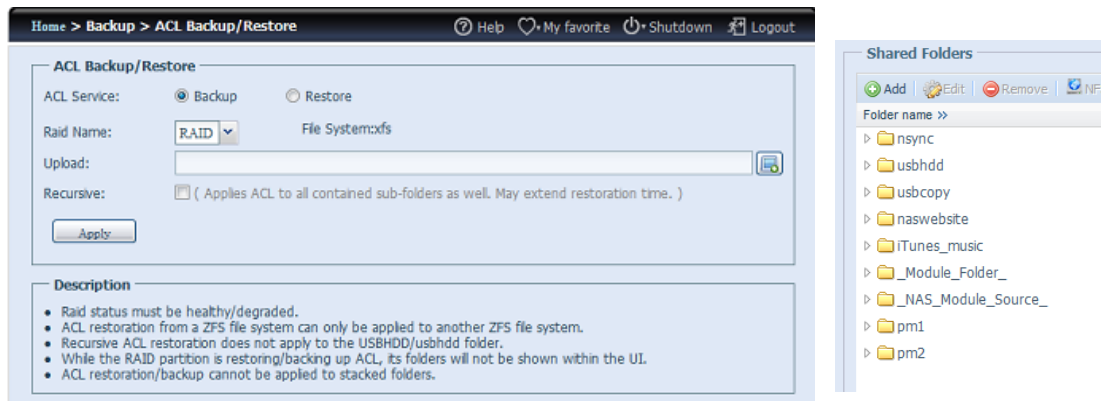 Home > Backup > ACL Backup/Restore
Help My favorite Shutdown Logout
ACL Backup/Restore
ACL Service: Backup Restore
Raid Name: RAID File System:xfs
Upload:
Recursive: ( Applies ACL to all contained sub-folders as well. May extend restoration time. )
Apply
Description
Raid status must be healthy/degraded.
ACL restoration from a ZFS file system can only be applied to another ZFS file system.
Recursive ACL restoration does not apply to the USBHDD/usbhdd folder.
While the RAID partition is restoring/backing up ACL, its folders will not be shown within the UI.
ACL restoration/backup cannot be applied to stacked folders.
Shared Folders
Add Edit Remove NF
Folder name »
nsync
usbhdd
usbcopy
naswebsite
iTunes_music
_Module_Folder_
_NAS_Module_Source_
pm1
pm2